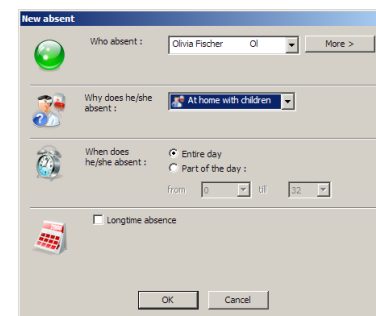 New absent
Who absent :
Olivia Fischer Ol
More >
Why does he/she
absent :
At home with children
When does
he/she absent :
Entire day
Part of the day :
from 0 till 32
Longtime absence
OK Cancel